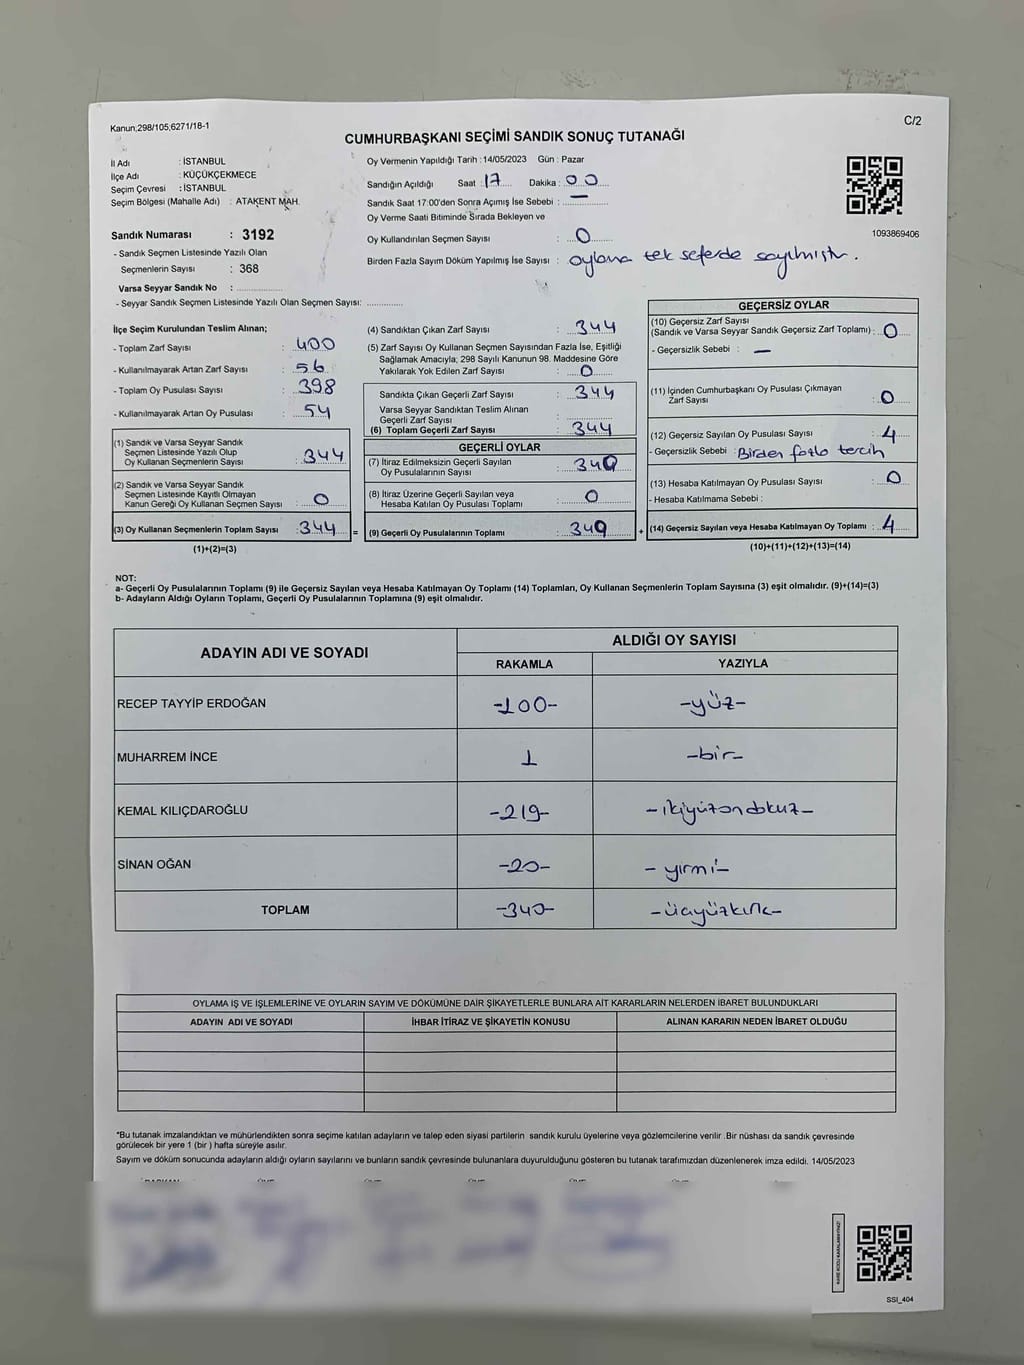 Kanun;298/105;6271/18-1
C/2
CUMHURBAŞKANI SEÇİMİ SANDIK SONUÇ TUTANAĞI
İl Adı : İSTANBUL
İlçe Adı : KÜÇÜKÇEKMECE
Seçim Çevresi : İSTANBUL
Seçim Bölgesi (Mahalle Adı) : ATAKENT MAH.
Sandık Numarası : 3192
- Sandık Seçmen Listesinde Yazılı Olan
Seçmenlerin Sayısı : 368
Varsa Seyyar Sandık No :
- Seyyar Sandık Seçmen Listesinde Yazılı Olan Seçmen Sayısı:
Oy Vermenin Yapıldığı Tarih : 14/05/2023 Gün : Pazar
Sandığın Açıldığı Saat : 17 Dakika : 00
Sandık Saat 17:00'den Sonra Açımış İse Sebebi : —
Oy Verme Saati Bitiminde Sırada Bekleyen ve
Oy Kullandırılan Seçmen Sayısı : 0
Birden Fazla Sayım Döküm Yapılmış İse Sayısı : oylama tek seferde sayılmıştır.
1093869406
İlçe Seçim Kurulundan Teslim Alınan;
- Toplam Zarf Sayısı : 400
- Kullanılmayarak Artan Zarf Sayısı : 56
- Toplam Oy Pusulası Sayısı : 398
- Kullanılmayarak Artan Oy Pusulası : 54
(1) Sandık ve Varsa Seyyar Sandık
Seçmen Listesinde Yazılı Olup
Oy Kullanan Seçmenlerin Sayısı : 344
(2) Sandık ve Varsa Seyyar Sandık
Seçmen Listesinde Kayıtlı Olmayan
Kanun Gereği Oy Kullanan Seçmen Sayısı : 0
(3) Oy Kullanan Seçmenlerin Toplam Sayısı : 344 =
(1)+(2)=(3)
(4) Sandıktan Çıkan Zarf Sayısı : 344
(5) Zarf Sayısı Oy Kullanan Seçmen Sayısından Fazla İse, Eşitliği
Sağlamak Amacıyla; 298 Sayılı Kanunun 98. Maddesine Göre
Yakılarak Yok Edilen Zarf Sayısı : 0
Sandıkta Çıkan Geçerli Zarf Sayısı : 344
Varsa Seyyar Sandıktan Teslim Alınan
Geçerli Zarf Sayısı :
(6) Toplam Geçerli Zarf Sayısı : 344
GEÇERLİ OYLAR
(7) İtiraz Edilmeksizin Geçerli Sayılan
Oy Pusulalarının Sayısı : 340
(8) İtiraz Üzerine Geçerli Sayılan veya
Hesaba Katılan Oy Pusulası Toplamı : 0
(9) Geçerli Oy Pusulalarının Toplamı : 340 +
GEÇERSİZ OYLAR
(10) Geçersiz Zarf Sayısı
(Sandık ve Varsa Seyyar Sandık Geçersiz Zarf Toplamı) : 0
- Geçersizlik Sebebi : —
(11) İçinden Cumhurbaşkanı Oy Pusulası Çıkmayan
Zarf Sayısı : 0
(12) Geçersiz Sayılan Oy Pusulası Sayısı : 4
- Geçersizlik Sebebi : Birden fazla tercih
(13) Hesaba Katılmayan Oy Pusulası Sayısı : 0
- Hesaba Katılmama Sebebi :
(14) Geçersiz Sayılan veya Hesaba Katılmayan Oy Toplamı : 4
(10)+(11)+(12)+(13)=(14)
NOT:
a- Geçerli Oy Pusulalarının Toplamı (9) ile Geçersiz Sayılan veya Hesaba Katılmayan Oy Toplamı (14) Toplamları, Oy Kullanan Seçmenlerin Toplam Sayısına (3) eşit olmalıdır. (9)+(14)=(3)
b- Adayların Aldığı Oyların Toplamı, Geçerli Oy Pusulalarının Toplamına (9) eşit olmalıdır.
ADAYIN ADI VE SOYADI
ALDIĞI OY SAYISI
RAKAMLA YAZIYLA
RECEP TAYYİP ERDOĞAN -100- -yüz-
MUHARREM İNCE 1 -bir-
KEMAL KILIÇDAROĞLU -219- -ikiyüzondokuz-
SİNAN OĞAN -20- -yirmi-
TOPLAM -340- -üçyüzkırk-
OYLAMA İŞ VE İŞLEMLERİNE VE OYLARIN SAYIM VE DÖKÜMÜNE DAİR ŞİKAYETLERLE BUNLARA AİT KARARLARIN NELERDEN İBARET BULUNDUKLARI
ADAYIN ADI VE SOYADI İHBAR İTİRAZ VE ŞİKAYETİN KONUSU ALINAN KARARIN NEDEN İBARET OLDUĞU
*Bu tutanak imzalandıktan ve mühürlendikten sonra seçime katılan adayların ve talep eden siyasi partilerin sandık kurulu üyelerine veya gözlemcilerine verilir .Bir nüshası da sandık çevresinde
görülecek bir yere 1 (bir ) hafta süreyle asılır.
Sayım ve döküm sonucunda adayların aldığı oyların sayılarını ve bunların sandık çevresinde bulunanlara duyurulduğunu gösteren bu tutanak tarafımızdan düzenlenerek imza edildi. 14/05/2023
KARE KODU KARALAMAYINIZ!
SSI_404